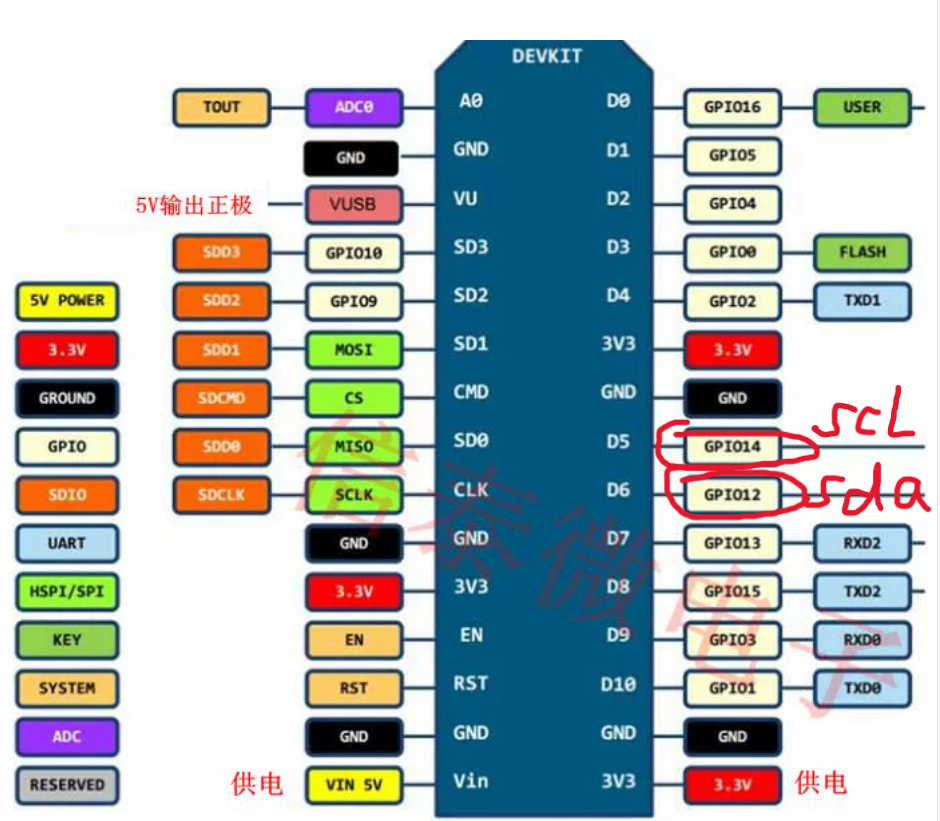 DEVKIT
TOUT ADC0 A0 D0 GPIO16 USER
GND GND D1 GPIO5
5V输出正极 VUSB VU D2 GPIO4
SDD3 GPIO10 SD3 D3 GPIO0 FLASH
5V POWER SDD2 GPIO9 SD2 D4 GPIO2 TXD1
3.3V SDD1 MOSI SD1 3V3 3.3V
GROUND SDCMD CS CMD GND GND
GPIO SDD0 MISO SD0 D5 GPIO14 scL
SDIO SDCLK SCLK CLK D6 GPIO12 sda
UART GND GND D7 GPIO13 RXD2
HSPI/SPI 3.3V 3V3 D8 GPIO15 TXD2
KEY EN EN D9 GPIO3 RXD0
SYSTEM RST RST D10 GPIO1 TXD0
ADC GND GND GND GND
RESERVED 供电 VIN 5V Vin 3V3 3.3V 供电
信泰微电子